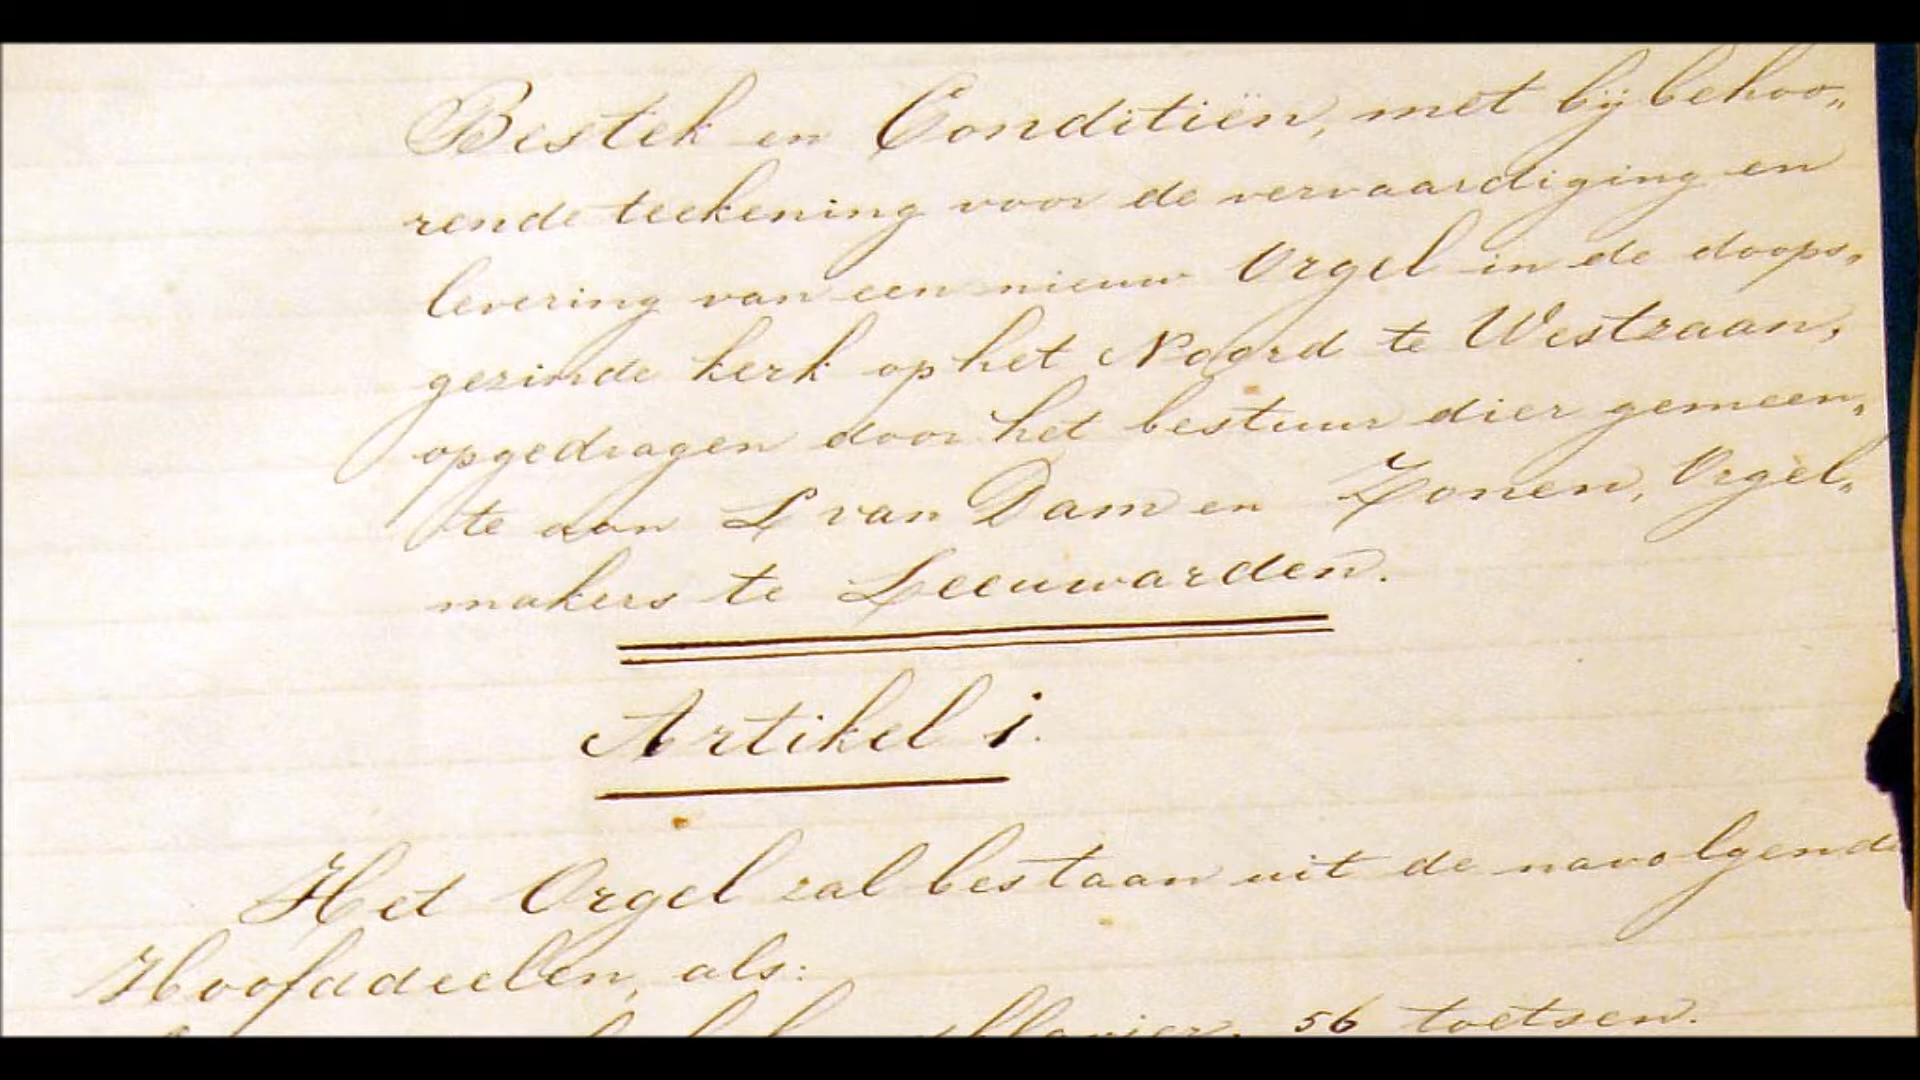 Bestek en Conditiën, met bijbehoo„
rende teekening voor de vervaardiging en
levering van een nieuw Orgel in de doops„
gezinde kerk op het Noord te Westzaan,
opgedragen door het bestuur dier gemeen„
te aan L van Dam en Zonen, Orgel„
makers te Leeuwarden.
Artikel 1.
Het Orgel zal bestaan uit de navolgende
Hoofddeelen, als:
56 toetsen.